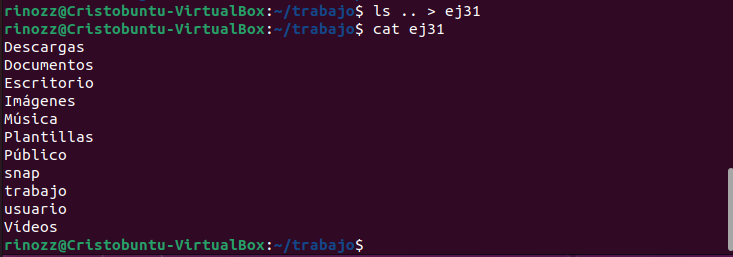 rinozz@Cristobuntu-VirtualBox:~/trabajo$ ls .. > ej31
rinozz@Cristobuntu-VirtualBox:~/trabajo$ cat ej31
Descargas
Documentos
Escritorio
Imágenes
Música
Plantillas
Público
snap
trabajo
usuario
Vídeos
rinozz@Cristobuntu-VirtualBox:~/trabajo$